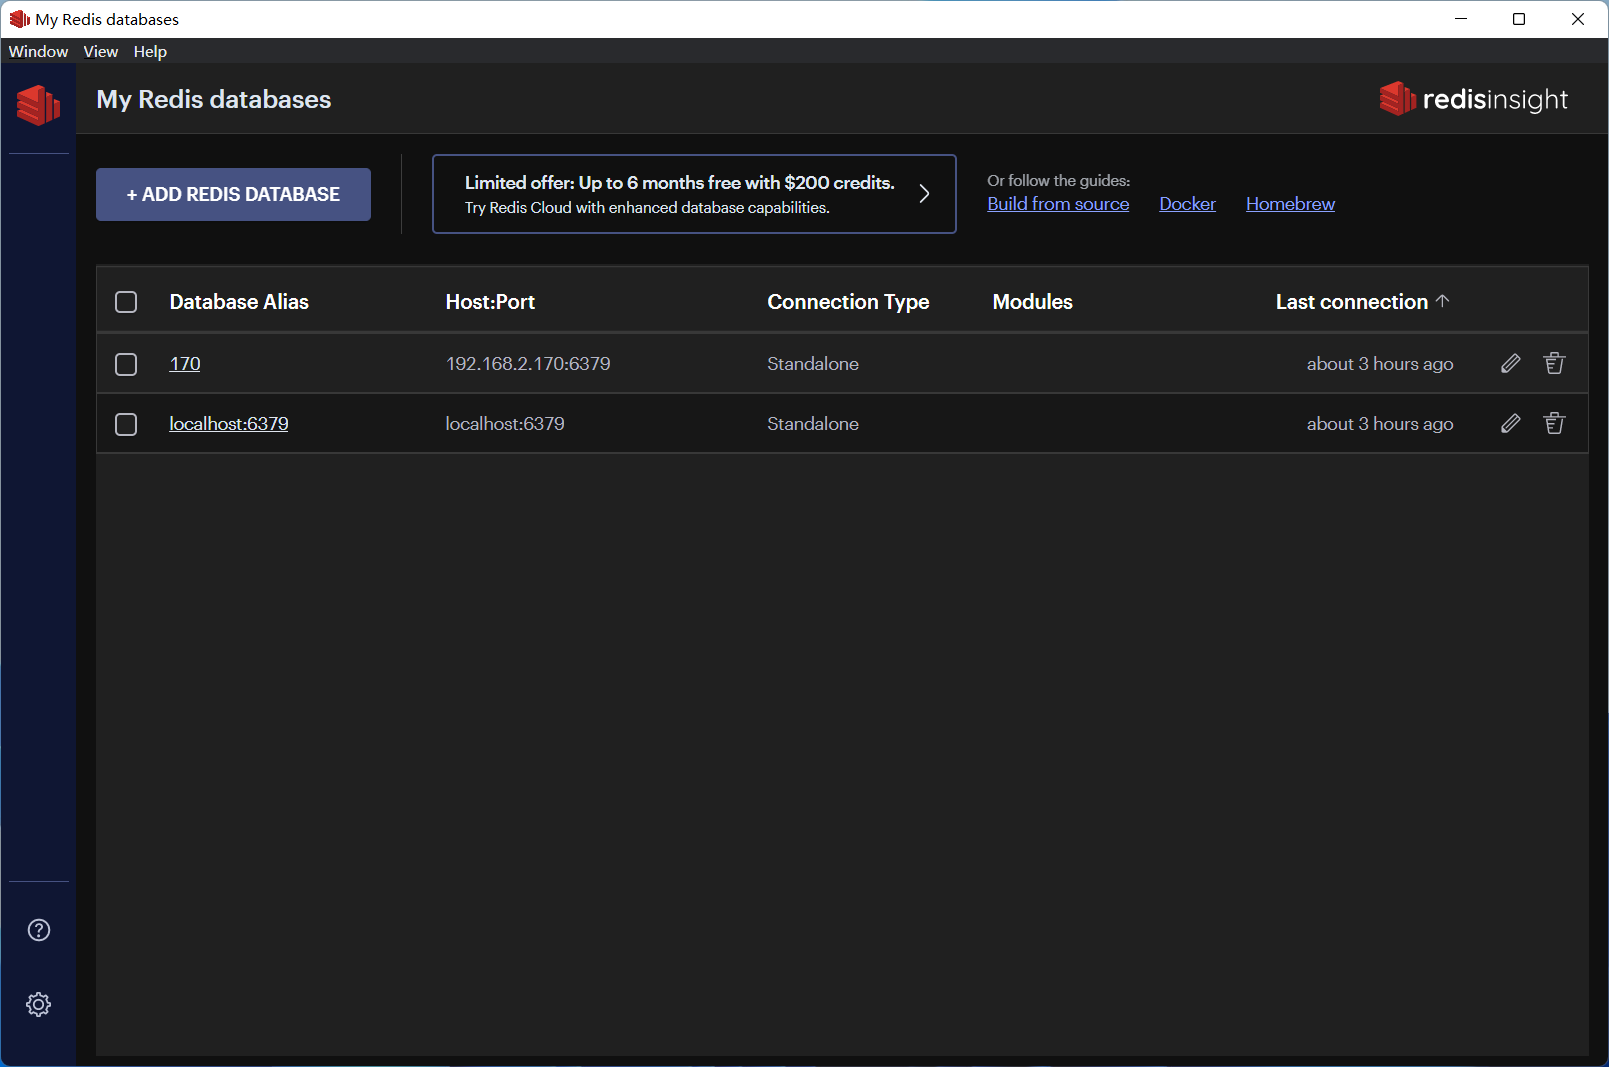 My Redis databases
Window View Help
My Redis databases
redisinsight
+ ADD REDIS DATABASE
Limited offer: Up to 6 months free with $200 credits.
Try Redis Cloud with enhanced database capabilities.
Or follow the guides:
Build from source Docker Homebrew
Database Alias Host:Port Connection Type Modules Last connection
170 192.168.2.170:6379 Standalone about 3 hours ago
localhost:6379 localhost:6379 Standalone about 3 hours ago